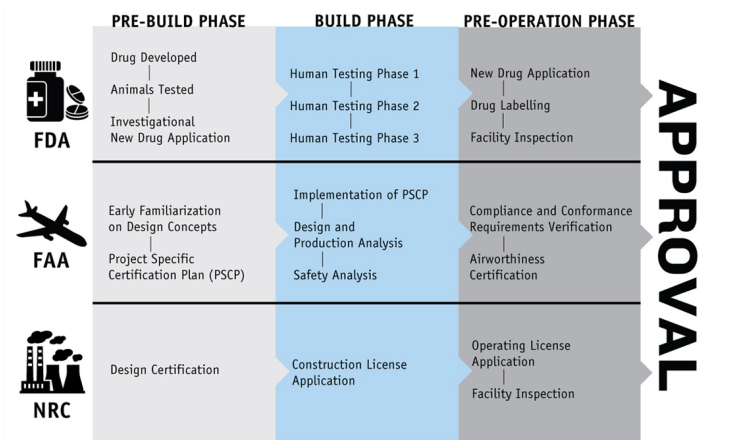 PRE-BUILD PHASE
BUILD PHASE
PRE-OPERATION PHASE
FDA
Drug Developed
Animals Tested
Investigational
New Drug Application
Human Testing Phase 1
Human Testing Phase 2
Human Testing Phase 3
New Drug Application
Drug Labelling
Facility Inspection
FAA
Early Familiarization
on Design Concepts
Project Specific
Certification Plan (PSCP)
Implementation of PSCP
Design and
Production Analysis
Safety Analysis
Compliance and Conformance
Requirements Verification
Airworthiness
Certification
NRC
Design Certification
Construction License
Application
Operating License
Application
Facility Inspection
APPROVAL